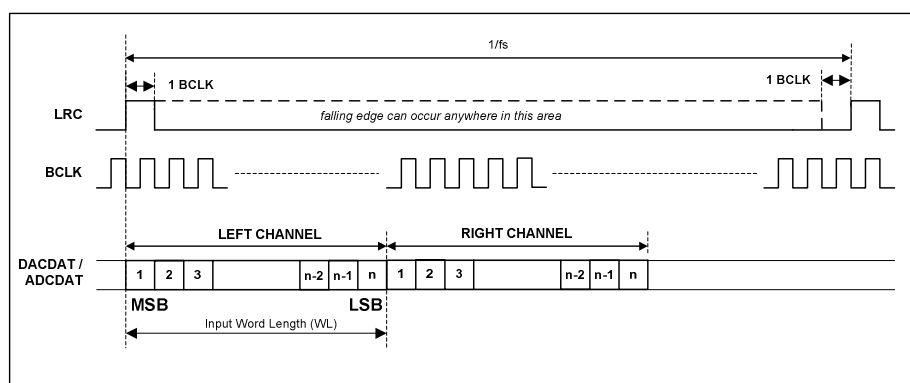 1/fs
1 BCLK
1 BCLK
LRC
falling edge can occur anywhere in this area
BCLK
LEFT CHANNEL
RIGHT CHANNEL
DACDAT /
ADCDAT
1 2 3 n-2 n-1 n 1 2 3 n-2 n-1 n
MSB
LSB
Input Word Length (WL)